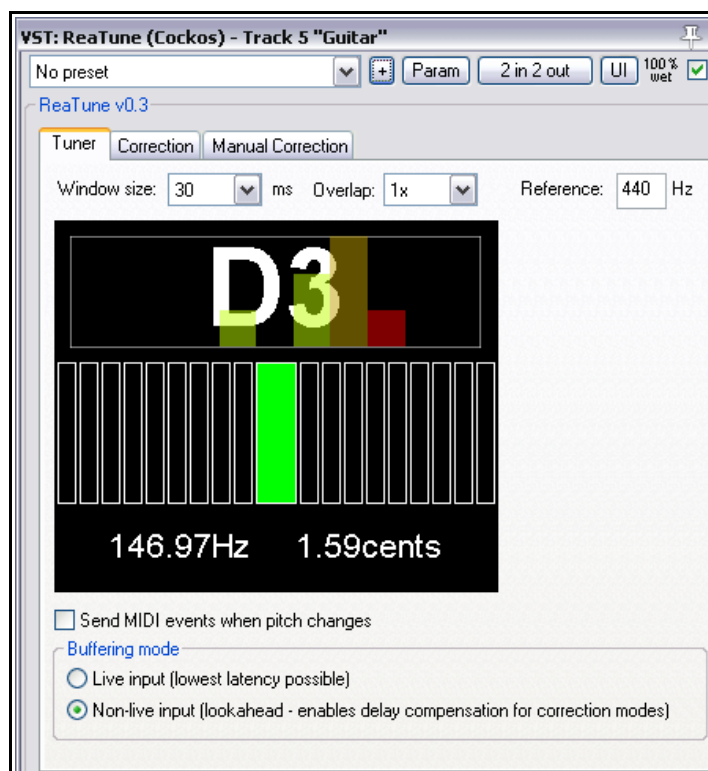 VST: ReaTune (Cockos) - Track 5 "Guitar"
No preset + Param 2 in 2 out UI 100% wet
ReaTune v0.3
Tuner Correction Manual Correction
Window size: 30 ms Overlap: 1x Reference: 440 Hz
D3
146.97Hz 1.59cents
Send MIDI events when pitch changes
Buffering mode
Live input (lowest latency possible)
Non-live input (lookahead - enables delay compensation for correction modes)